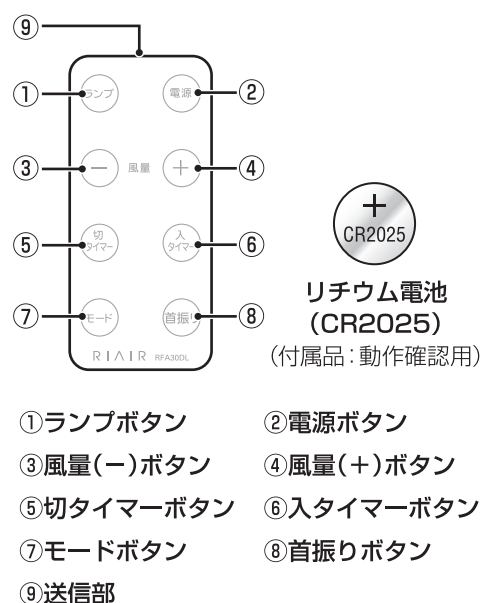 ⑨
① ランプ 電源 ②
③ － 風量 ＋ ④
⑤ 切タイマー 入タイマー ⑥
⑦ モード 首振り ⑧
RIAIR RFA30DL
＋
CR2025
リチウム電池
（CR2025）
（付属品：動作確認用）
①ランプボタン ②電源ボタン
③風量（－）ボタン ④風量（＋）ボタン
⑤切タイマーボタン ⑥入タイマーボタン
⑦モードボタン ⑧首振りボタン
⑨送信部